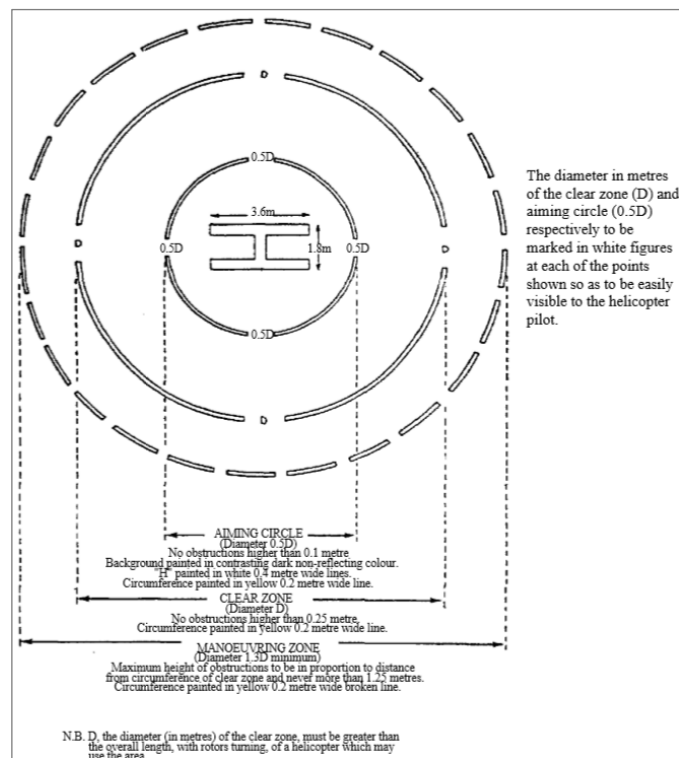 D
0.5D
3.6m
D
0.5D
1.8m
0.5D
D
0.5D
D
The diameter in metres
of the clear zone (D) and
aiming circle (0.5D)
respectively to be
marked in white figures
at each of the points
shown so as to be easily
visible to the helicopter
pilot.
AIMING CIRCLE
(Diameter 0.5D)
No obstructions higher than 0.1 metre
Background painted in contrasting dark non-reflecting colour.
"H" painted in white 0.4 metre wide lines.
Circumference painted in yellow 0.2 metre wide line.
CLEAR ZONE
(Diameter D)
No obstructions higher than 0.25 metre.
Circumference painted in yellow 0.2 metre wide line.
MANOEUVRING ZONE
(Diameter 1.3D minimum)
Maximum height of obstructions to be in proportion to distance
from circumference of clear zone and never more than 1.25 metres.
Circumference painted in yellow 0.2 metre wide broken line.
N.B. D, the diameter (in metres) of the clear zone, must be greater than
the overall length, with rotors turning, of a helicopter which may
use the area